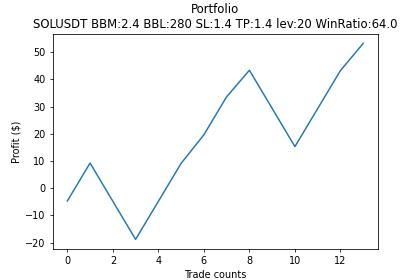 Portfolio
SOLUSDT BBM:2.4 BBL:280 SL:1.4 TP:1.4 lev:20 WinRatio:64.0
Profit ($)
50
40
30
20
10
0
−10
−20
0 2 4 6 8 10 12
Trade counts